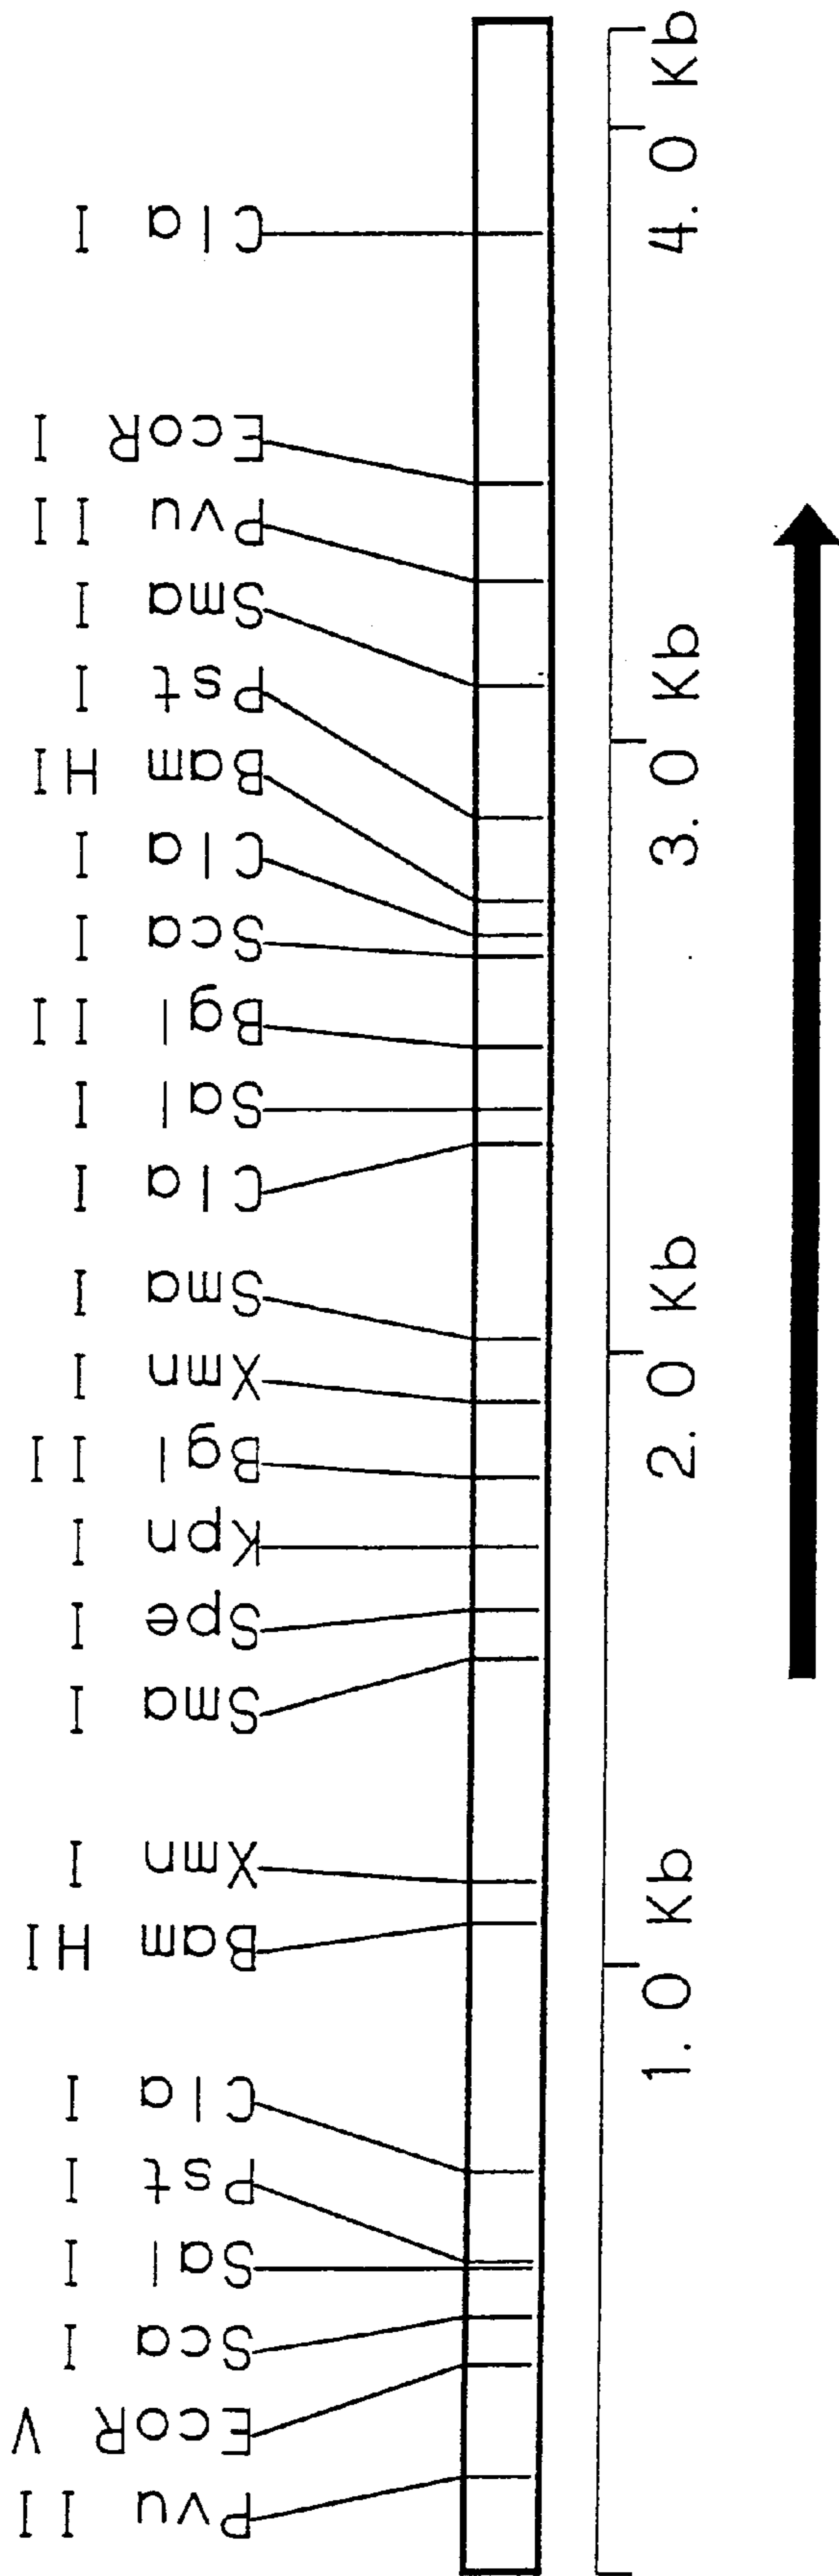 Pvu II
EcoR V
Sca I
Sal I
Pst I
Cla I
Bam HI
Xmn I
Sma I
Spe I
Kpn I
Bgl II
Xmn I
Sma I
Cla I
Sal I
Bgl II
Sca I
Cla I
Bam HI
Pst I
Sma I
Pvu II
EcoR I
Cla I
1.0 Kb
2.0 Kb
3.0 Kb
4.0 Kb